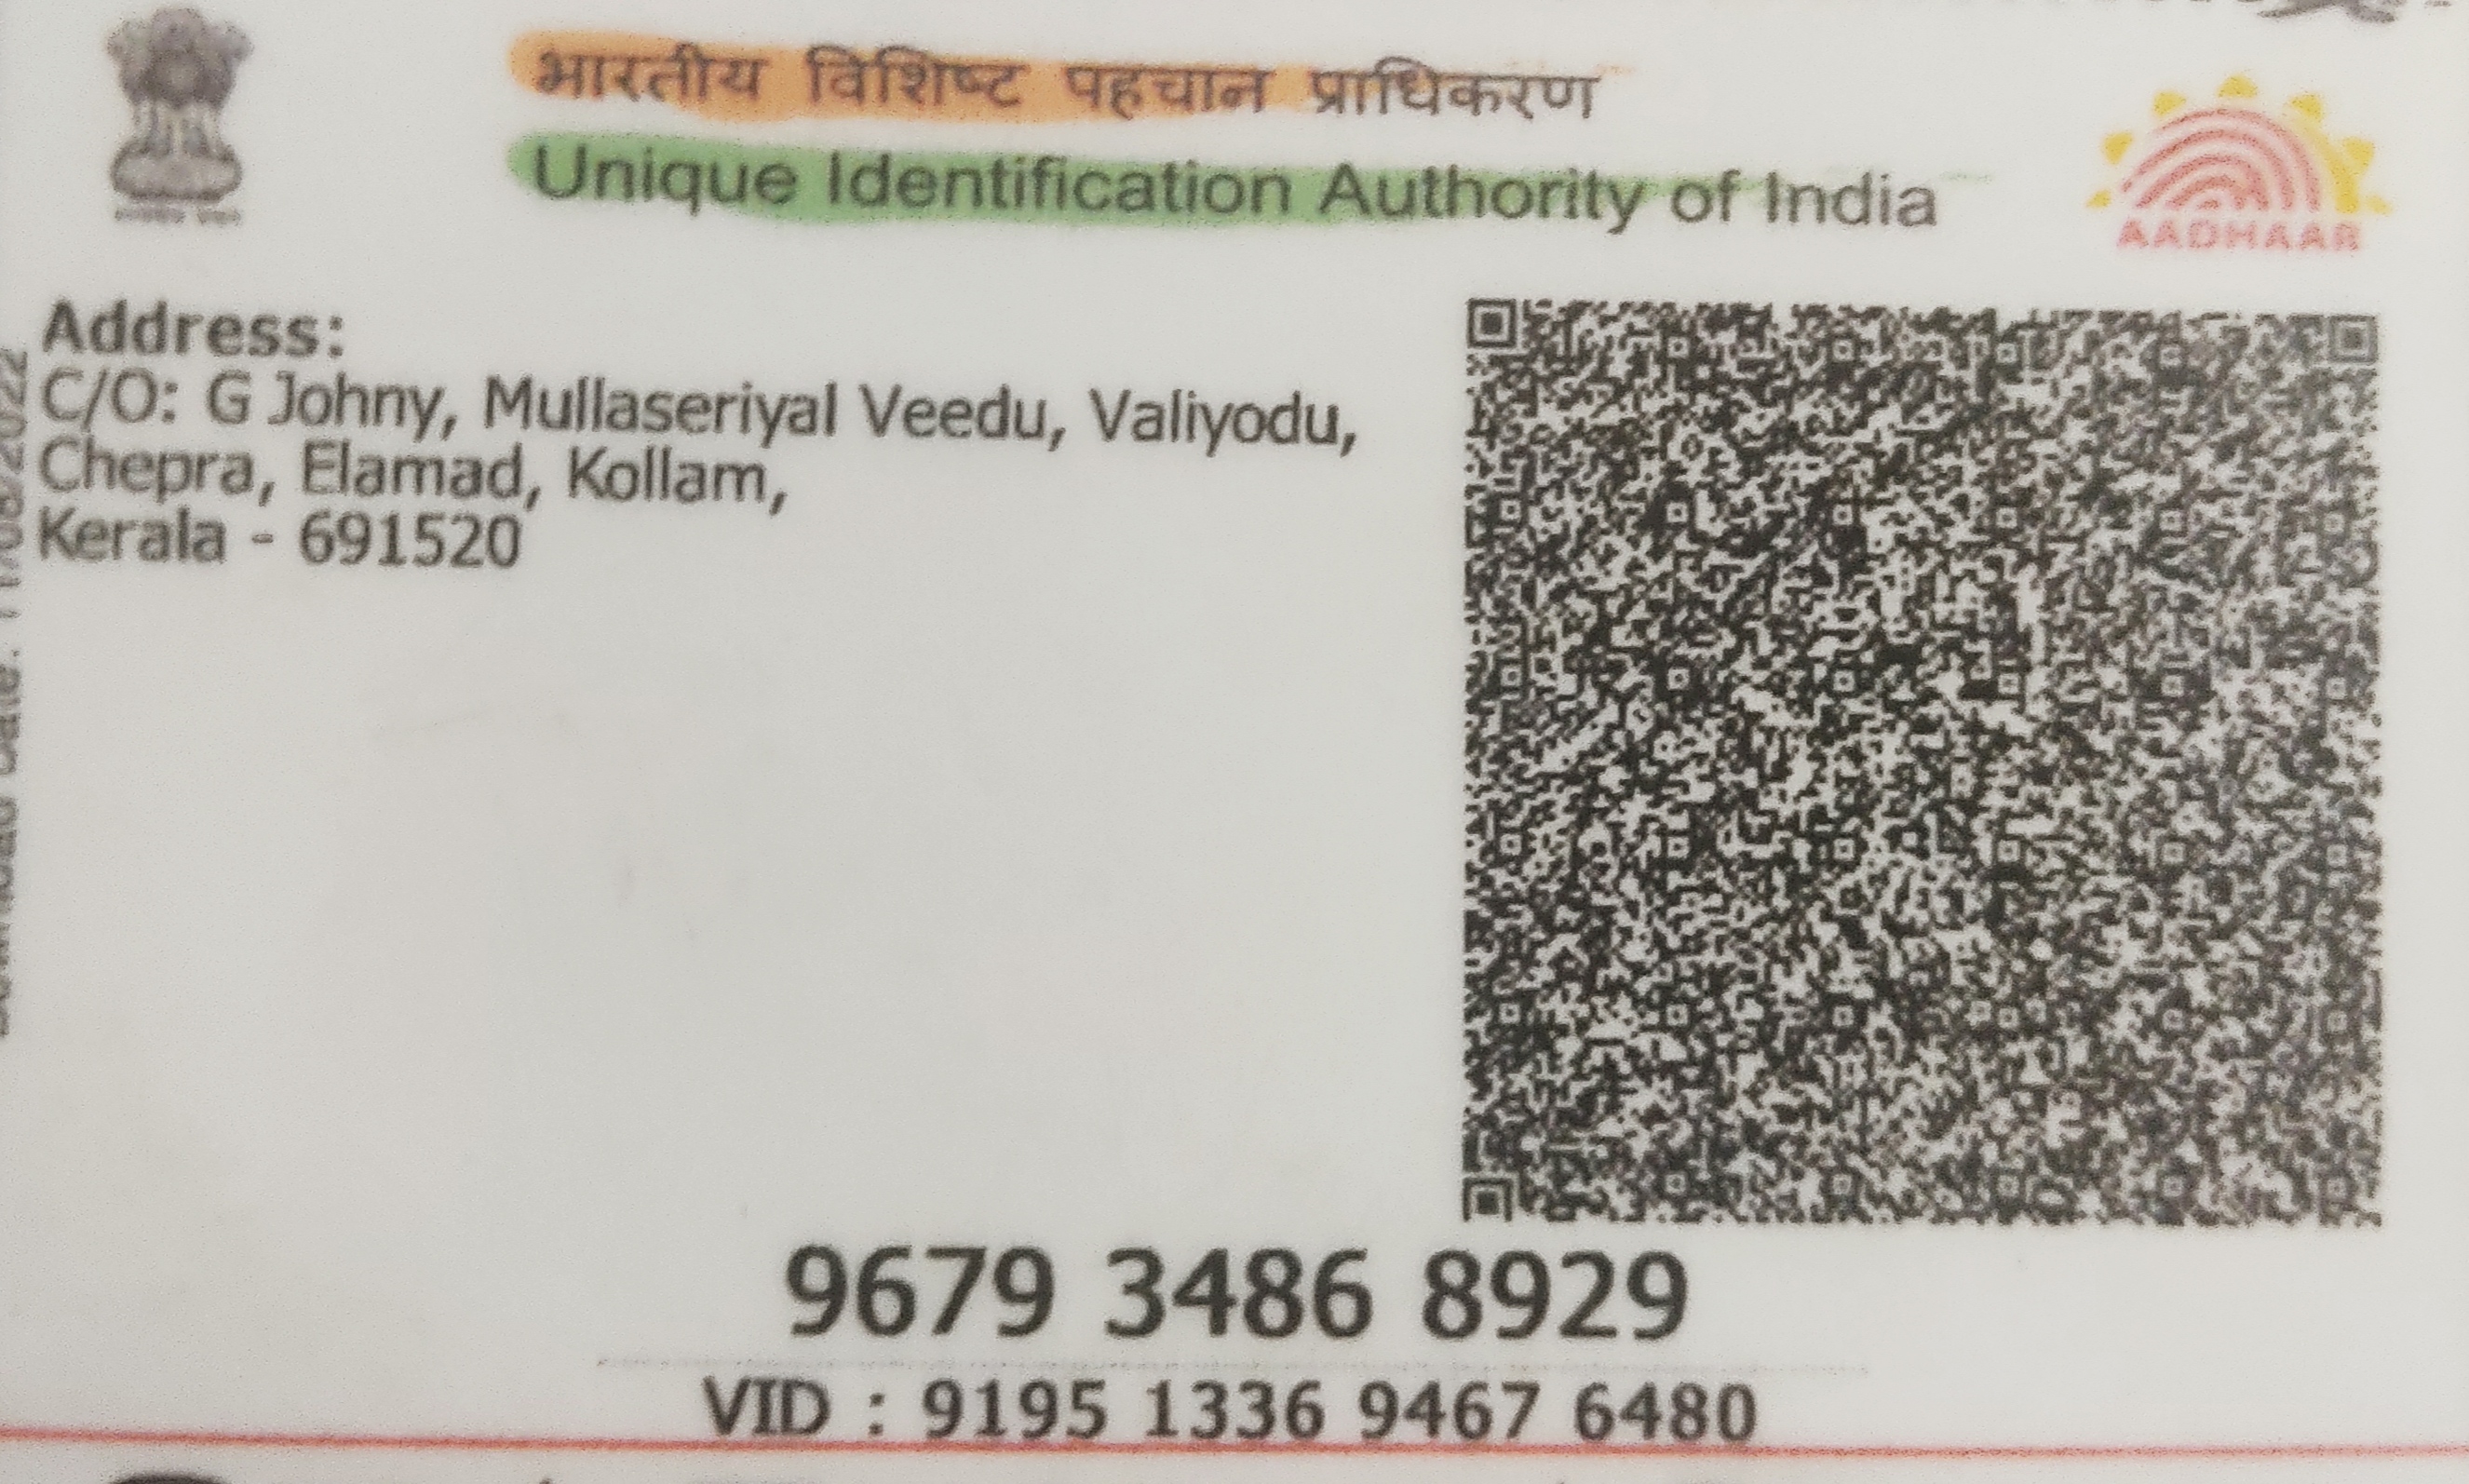 भारतीय विशिष्ट पहचान प्राधिकरण
Unique Identification Authority of India
AADHAAR
Address:
C/O: G Johny, Mullaseriyal Veedu, Valiyodu,
Chepra, Elamad, Kollam,
Kerala - 691520
9679 3486 8929
VID : 9195 1336 9467 6480